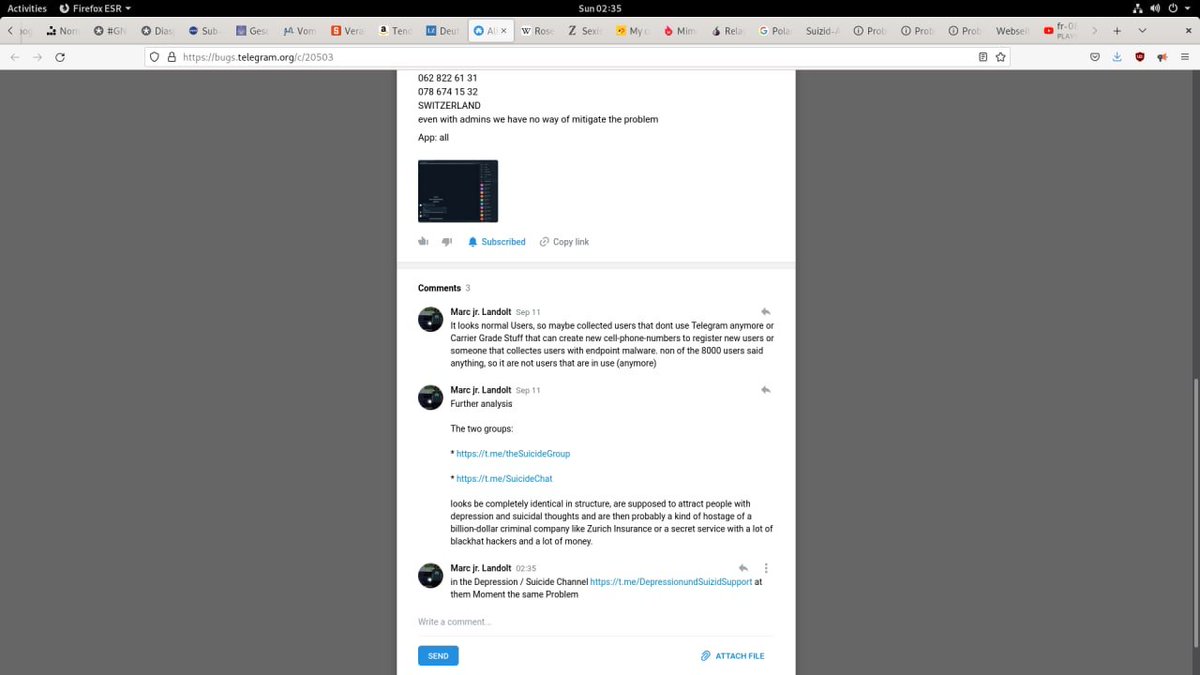 Activities Firefox ESR Sun 02:35
Non #GN Dias Sub- Gesu Vom Vera Tend Deut Al Rose Sexi My Mim Rela Pola Suizid- Prob Prob Prob Websei fr-0
PLAY
https://bugs.telegram.org/c/20503
062 822 61 31
078 674 15 32
SWITZERLAND
even with admins we have no way of mitigate the problem
App: all
Subscribed Copy link
Comments 3
Marc jr. Landolt Sep 11
It looks normal Users, so maybe collected users that dont use Telegram anymore or
Carrier Grade Stuff that can create new cell-phone-numbers to register new users or
someone that collectes users with endpoint malware. non of the 8000 users said
anything, so it are not users that are in use (anymore)
Marc jr. Landolt Sep 11
Further analysis
The two groups:
* https://t.me/theSuicideGroup
* https://t.me/SuicideChat
looks be completely identical in structure, are supposed to attract people with
depression and suicidal thoughts and are then probably a kind of hostage of a
billion-dollar criminal company like Zurich Insurance or a secret service with a lot of
blackhat hackers and a lot of money.
Marc jr. Landolt 02:35
in the Depression / Suicide Channel https://t.me/DepressionundSuizidSupport at
them Moment the same Problem
Write a comment...
SEND ATTACH FILE